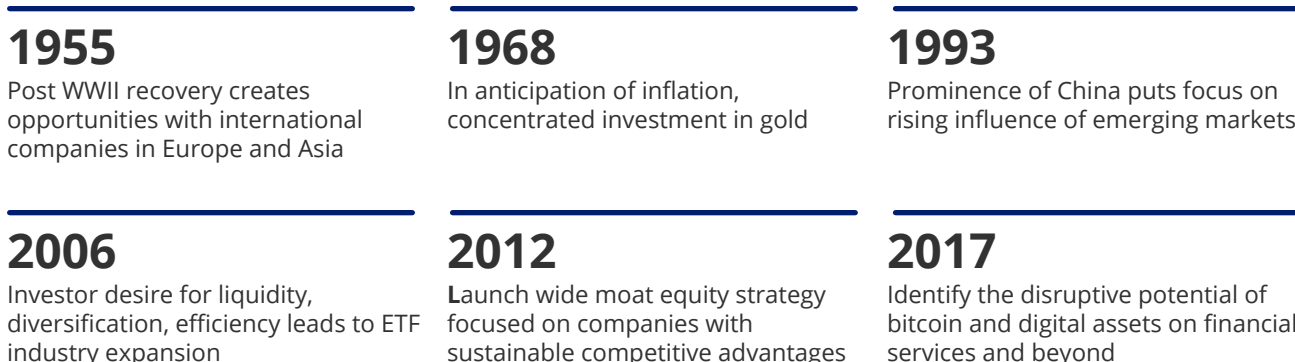 1955
Post WWII recovery creates
opportunities with international
companies in Europe and Asia
1968
In anticipation of inflation,
concentrated investment in gold
1993
Prominence of China puts focus on
rising influence of emerging markets
2006
Investor desire for liquidity,
diversification, efficiency leads to ETF
industry expansion
2012
Launch wide moat equity strategy
focused on companies with
sustainable competitive advantages
2017
Identify the disruptive potential of
bitcoin and digital assets on financial
services and beyond